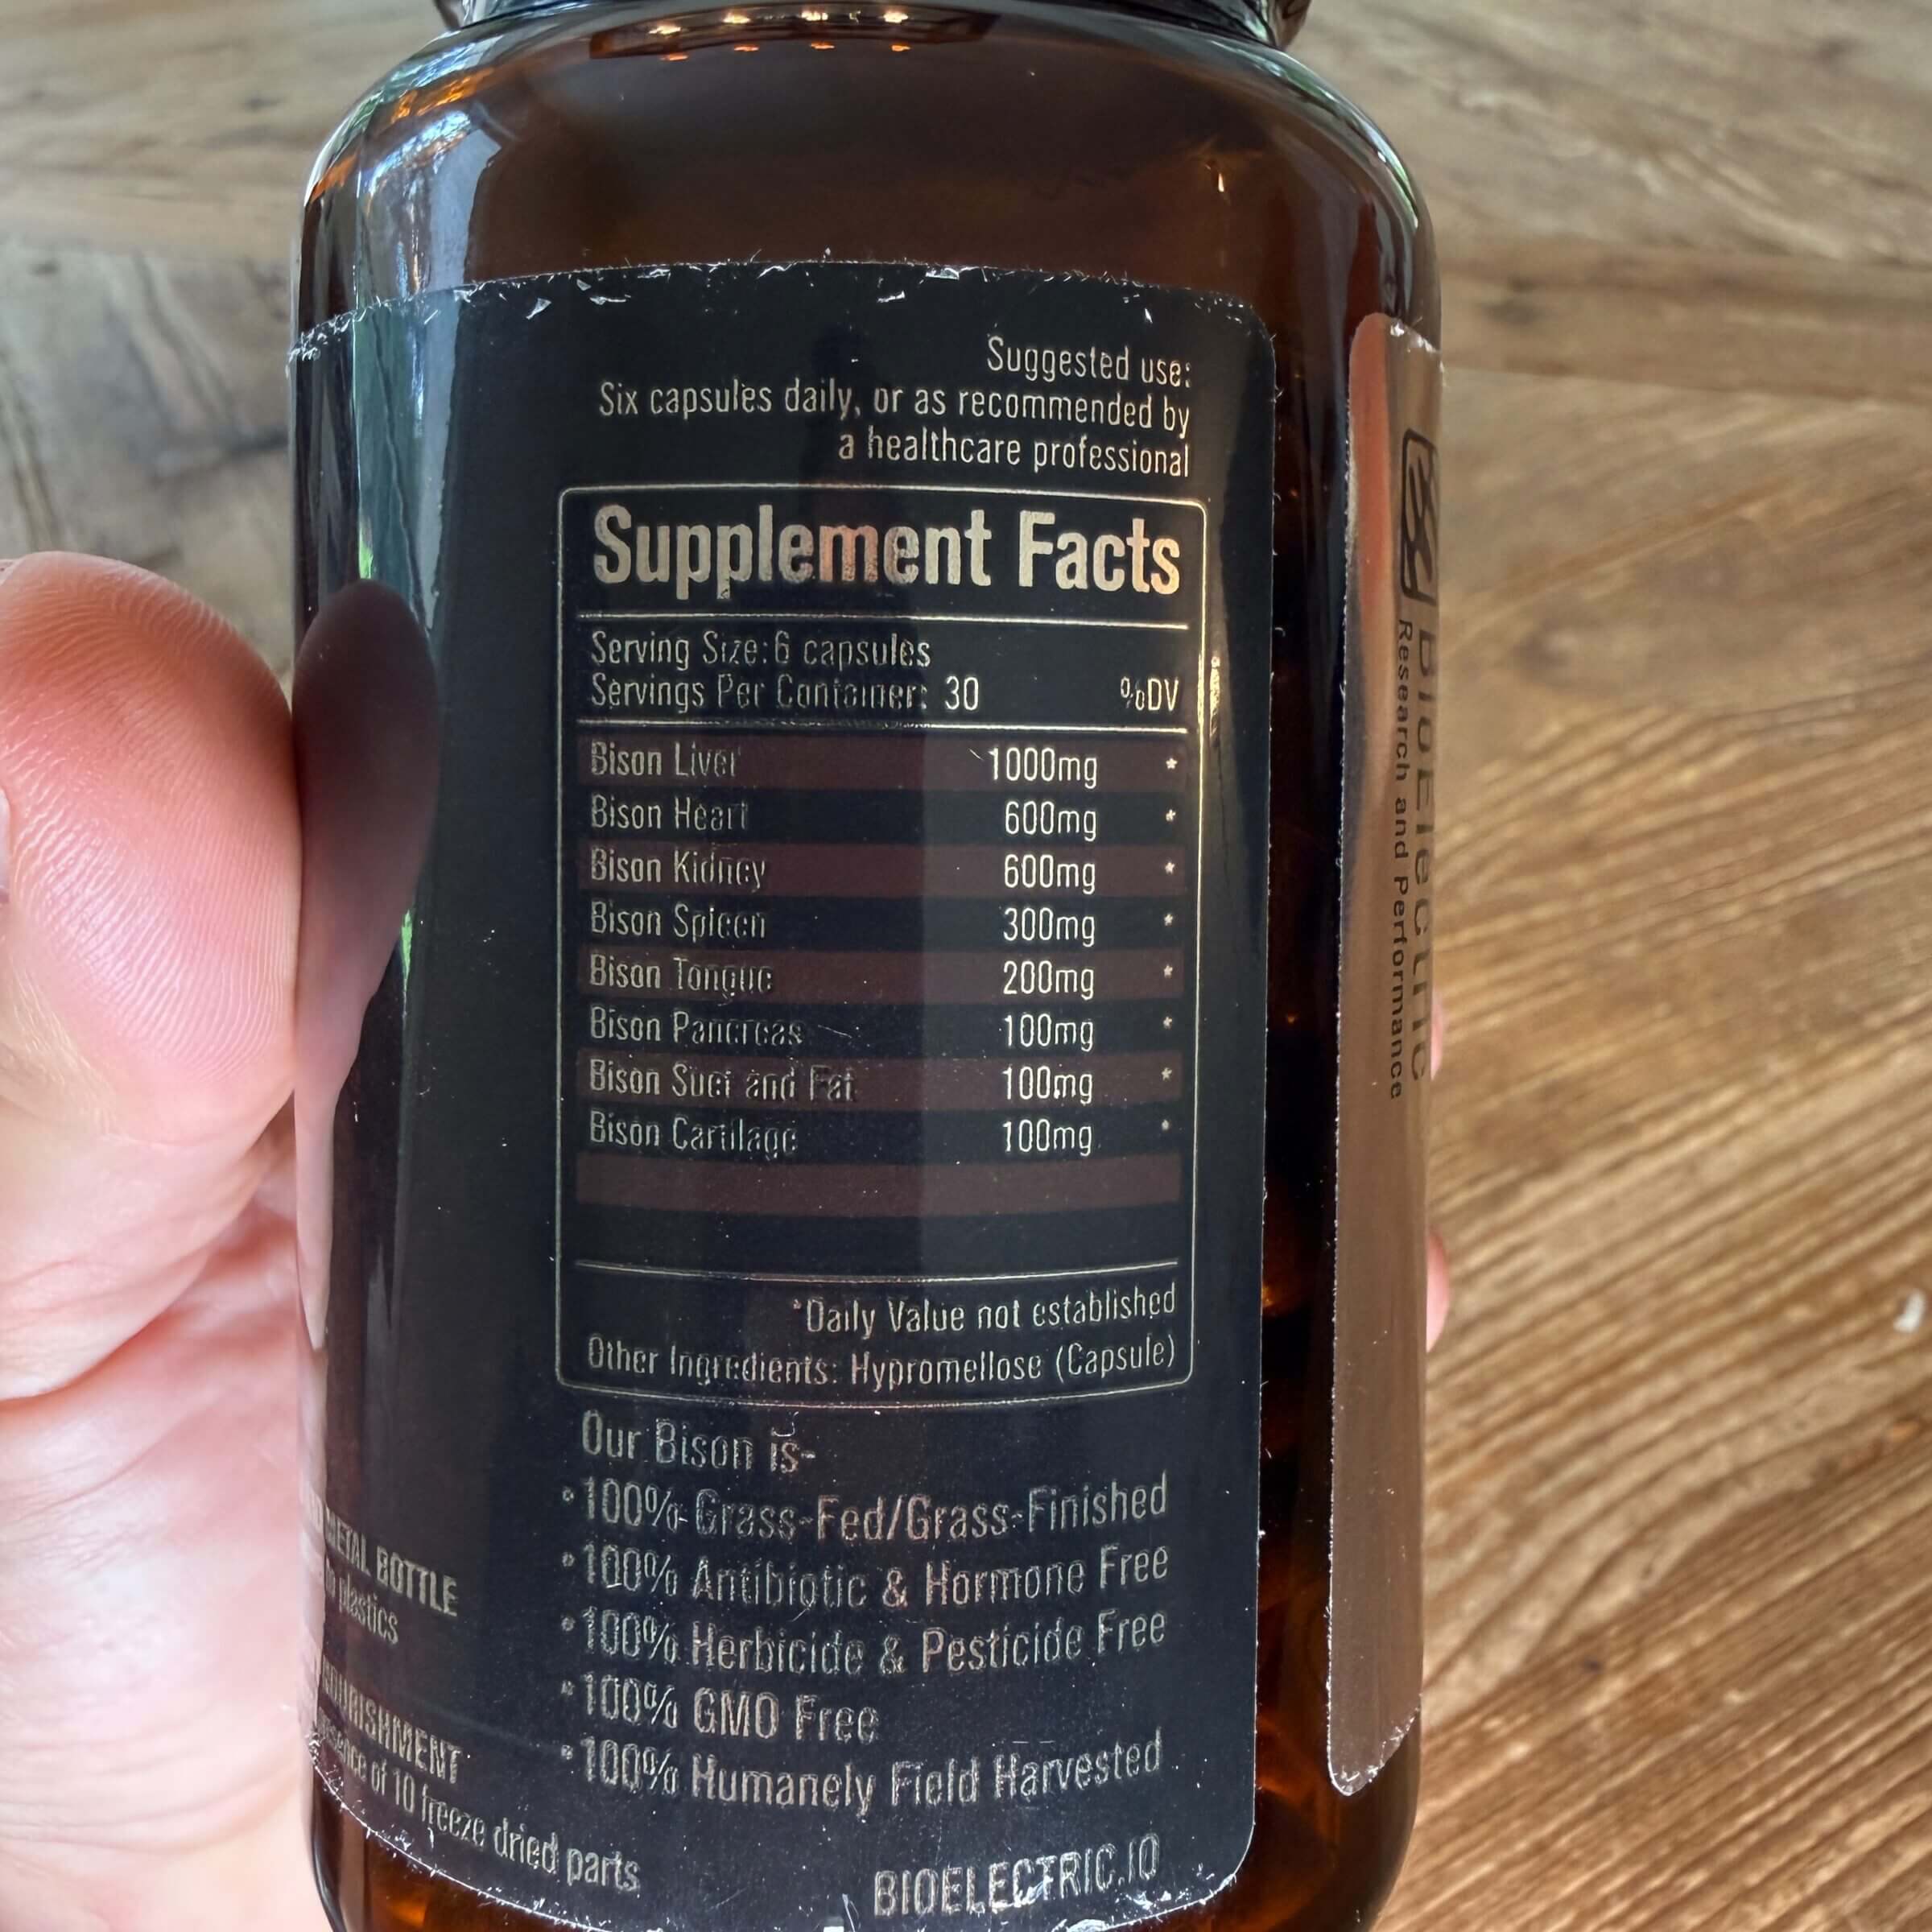 Suggested use:
Six capsules daily, or as recommended by
a healthcare professional
Supplement Facts
Serving Size: 6 capsules
Servings Per Container: 30 %DV
Bison Liver 1000mg *
Bison Heart 600mg *
Bison Kidney 600mg *
Bison Spleen 300mg *
Bison Tongue 200mg *
Bison Pancreas 100mg *
Bison Suet and Fat 100mg *
Bison Cartilage 100mg *
*Daily Value not established
Other Ingredients: Hypromellose (Capsule)
Our Bison is-
•100% Grass-Fed/Grass-Finished
•100% Antibiotic & Hormone Free
•100% Herbicide & Pesticide Free
•100% GMO Free
•100% Humanely Field Harvested
BIOELECTRIC.IO
METAL BOTTLE
plastics
of 10 freeze dried parts
BioElectric
Research and Performance